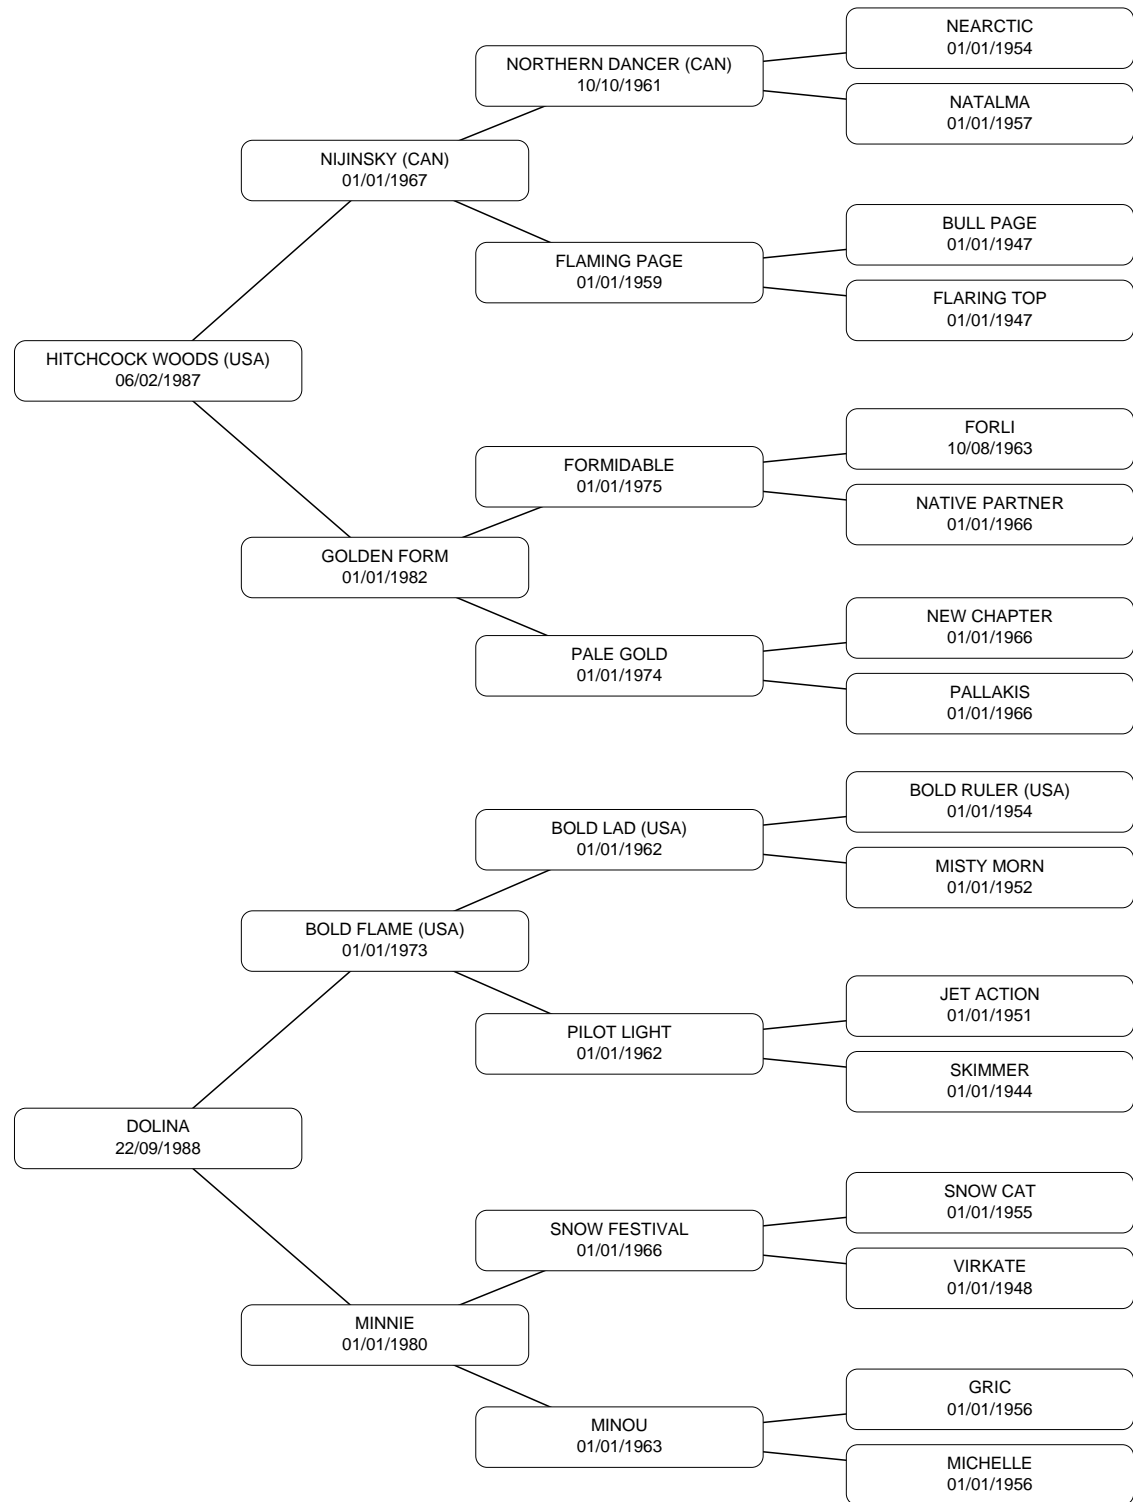 NEARCTIC
01/01/1954
NORTHERN DANCER (CAN)
10/10/1961
NATALMA
01/01/1957
NIJINSKY (CAN)
01/01/1967
BULL PAGE
01/01/1947
FLAMING PAGE
01/01/1959
FLARING TOP
01/01/1947
HITCHCOCK WOODS (USA)
06/02/1987
FORLI
10/08/1963
FORMIDABLE
01/01/1975
NATIVE PARTNER
01/01/1966
GOLDEN FORM
01/01/1982
NEW CHAPTER
01/01/1966
PALE GOLD
01/01/1974
PALLAKIS
01/01/1966
BOLD RULER (USA)
01/01/1954
BOLD LAD (USA)
01/01/1962
MISTY MORN
01/01/1952
BOLD FLAME (USA)
01/01/1973
JET ACTION
01/01/1951
PILOT LIGHT
01/01/1962
SKIMMER
01/01/1944
DOLINA
22/09/1988
SNOW CAT
01/01/1955
SNOW FESTIVAL
01/01/1966
VIRKATE
01/01/1948
MINNIE
01/01/1980
GRIC
01/01/1956
MINOU
01/01/1963
MICHELLE
01/01/1956